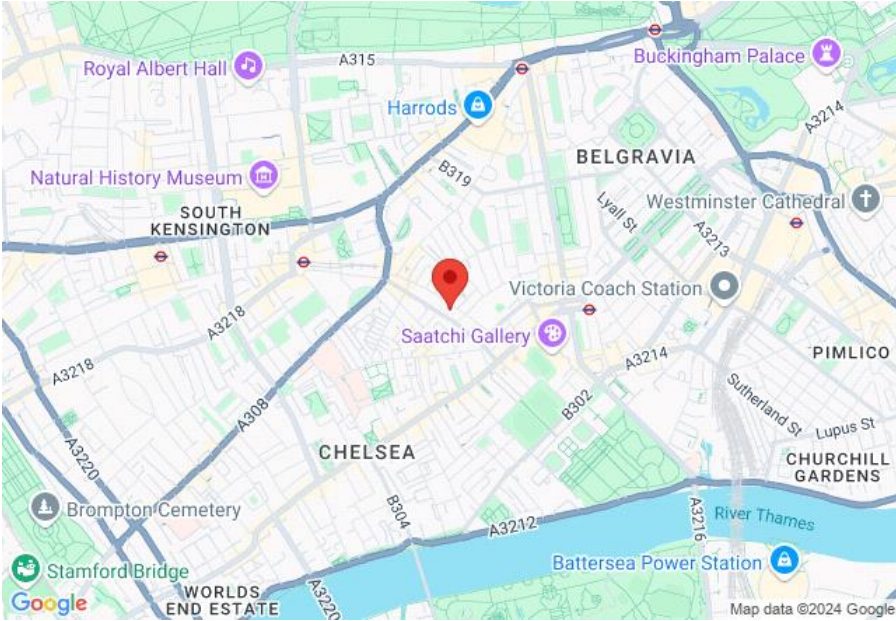 A315
Royal Albert Hall
Buckingham Palace
Harrods
A3214
B319
BELGRAVIA
Natural History Museum
Westminster Cathedral
Lyall St
SOUTH
KENSINGTON
A3213
Victoria Coach Station
A3218
Saatchi Gallery
A3214
PIMLICO
A3218
Sutherland St
B302
A308
Lupus St
A3220
CHELSEA
CHURCHILL
GARDENS
Brompton Cemetery
B304
A3212
A3216
River Thames
Battersea Power Station
Stamford Bridge
WORLDS
END ESTATE
A3220
Google
Map data ©2024 Google